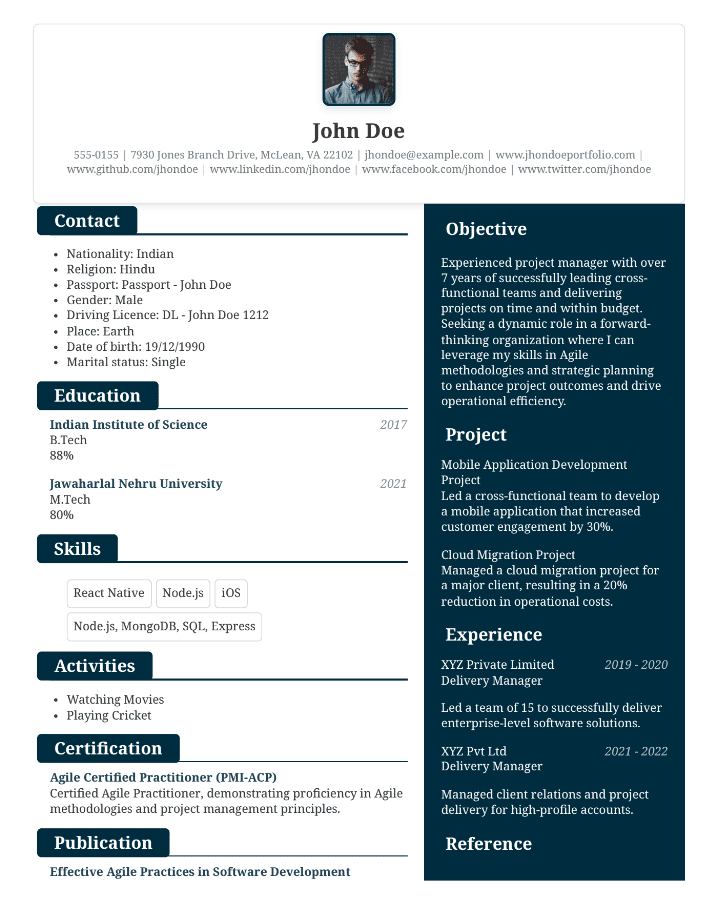 John Doe
555-0155 | 7930 Jones Branch Drive, McLean, VA 22102 | jhondoe@example.com | www.jhondoeportfolio.com |
www.github.com/jhondoe | www.linkedin.com/jhondoe | www.facebook.com/jhondoe | www.twitter.com/jhondoe
Contact
• Nationality: Indian
• Religion: Hindu
• Passport: Passport - John Doe
• Gender: Male
• Driving Licence: DL - John Doe 1212
• Place: Earth
• Date of birth: 19/12/1990
• Marital status: Single
Education
Indian Institute of Science 2017
B.Tech
88%
Jawaharlal Nehru University 2021
M.Tech
80%
Skills
React Native Node.js iOS
Node.js, MongoDB, SQL, Express
Activities
• Watching Movies
• Playing Cricket
Certification
Agile Certified Practitioner (PMI-ACP)
Certified Agile Practitioner, demonstrating proficiency in Agile
methodologies and project management principles.
Publication
Effective Agile Practices in Software Development
Objective
Experienced project manager with over
7 years of successfully leading cross-
functional teams and delivering
projects on time and within budget.
Seeking a dynamic role in a forward-
thinking organization where I can
leverage my skills in Agile
methodologies and strategic planning
to enhance project outcomes and drive
operational efficiency.
Project
Mobile Application Development
Project
Led a cross-functional team to develop
a mobile application that increased
customer engagement by 30%.
Cloud Migration Project
Managed a cloud migration project for
a major client, resulting in a 20%
reduction in operational costs.
Experience
XYZ Private Limited 2019 - 2020
Delivery Manager
Led a team of 15 to successfully deliver
enterprise-level software solutions.
XYZ Pvt Ltd 2021 - 2022
Delivery Manager
Managed client relations and project
delivery for high-profile accounts.
Reference